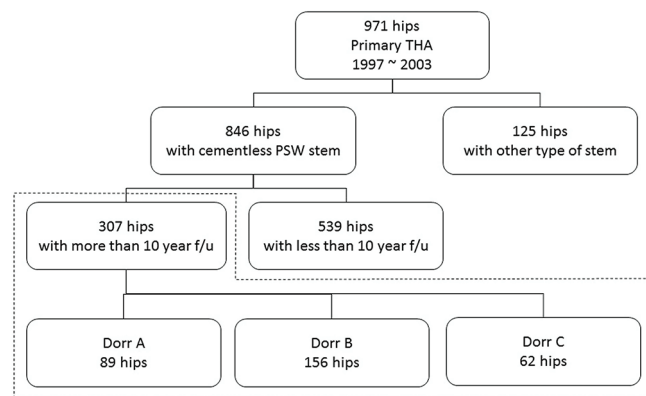 971 hips
Primary THA
1997 ~ 2003
846 hips
with cementless PSW stem
125 hips
with other type of stem
307 hips
with more than 10 year f/u
539 hips
with less than 10 year f/u
Dorr A
89 hips
Dorr B
156 hips
Dorr C
62 hips